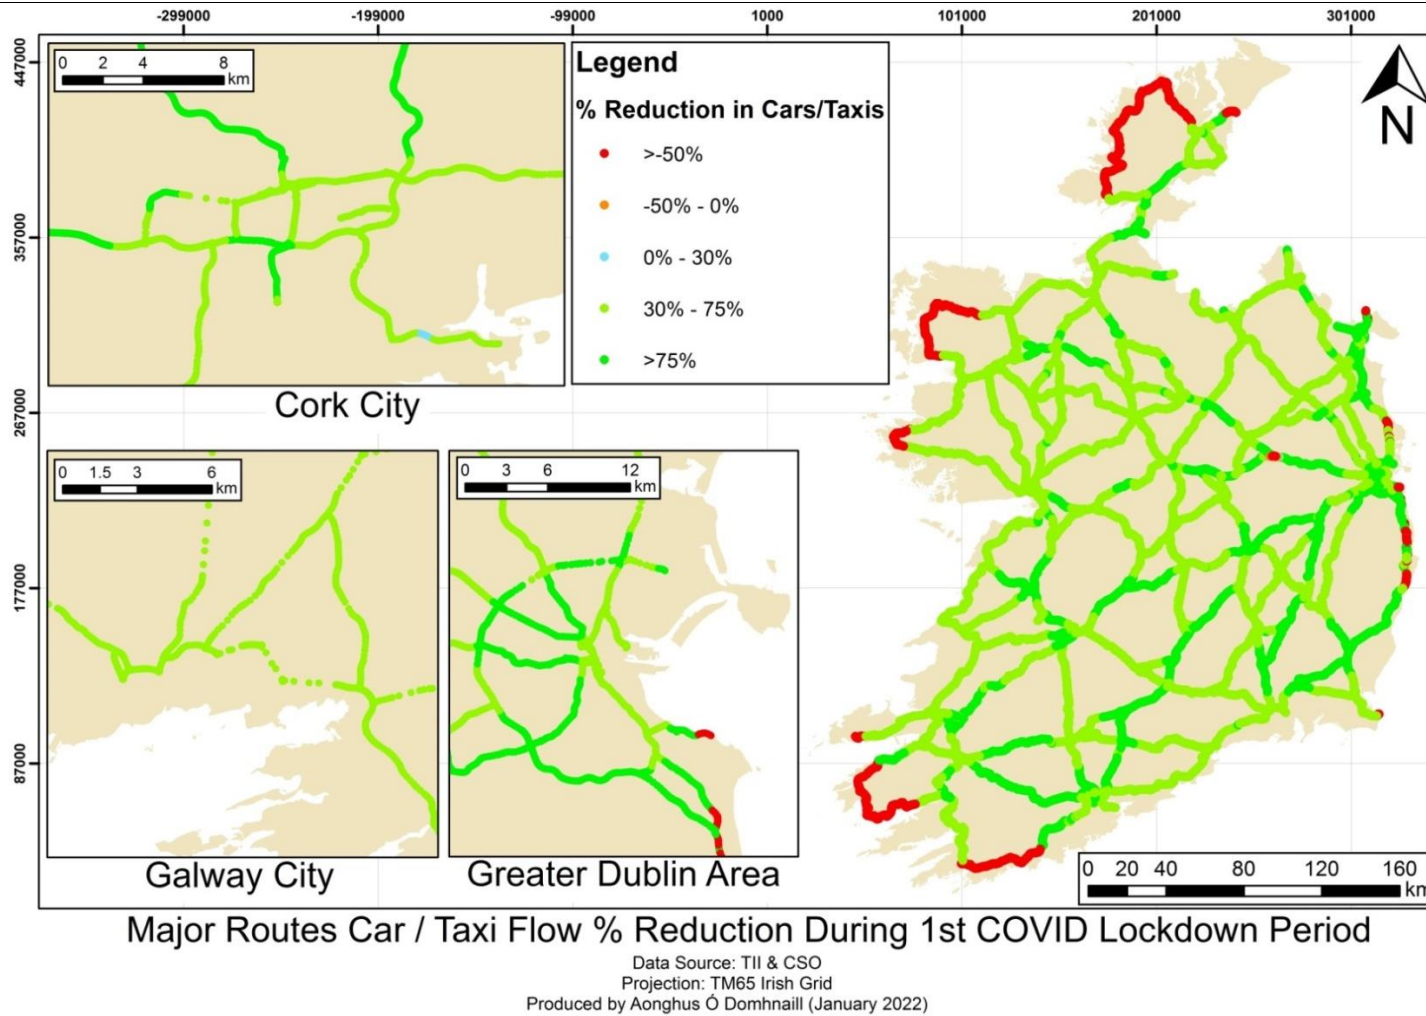 -299000 -199000 -99000 1000 101000 201000 301000
447000
357000
267000
177000
87000
0 2 4 8
km
Cork City
Legend
% Reduction in Cars/Taxis
>-50%
-50% - 0%
0% - 30%
30% - 75%
>75%
N
0 1.5 3 6
km
Galway City
0 3 6 12
km
Greater Dublin Area
0 20 40 80 120 160
km
Major Routes Car / Taxi Flow % Reduction During 1st COVID Lockdown Period
Data Source: TII & CSO
Projection: TM65 Irish Grid
Produced by Aonghus Ó Domhnaill (January 2022)